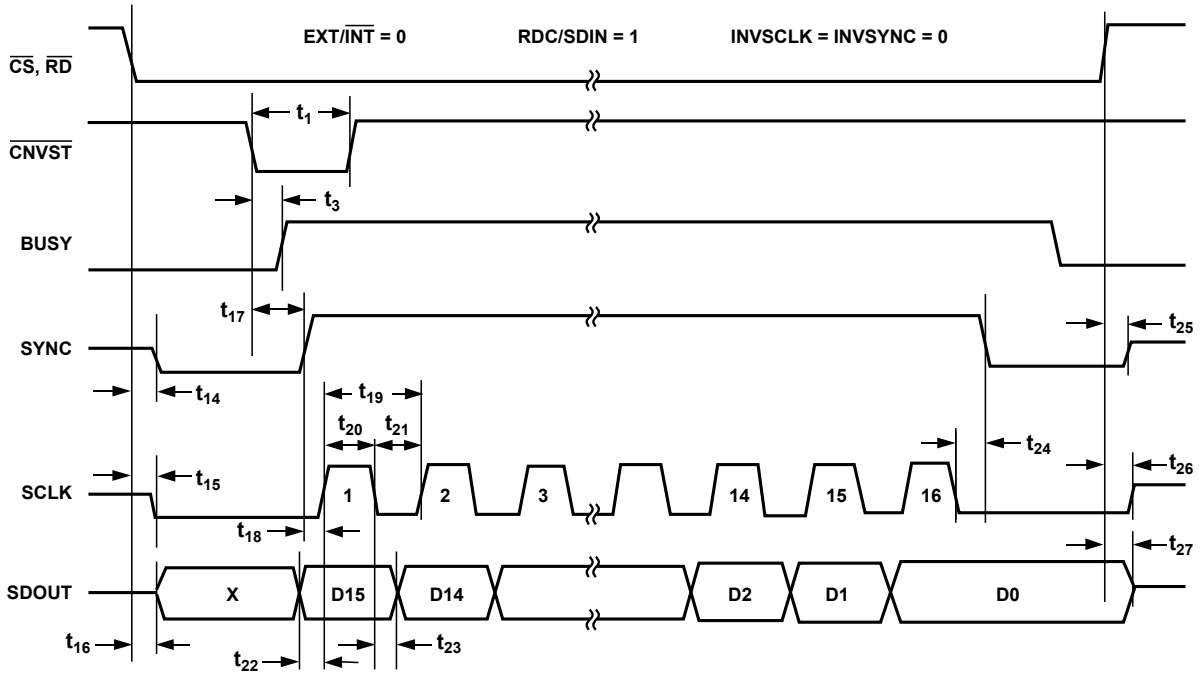 EXT/INT = 0 RDC/SDIN = 1 INVSCLK = INVSYNC = 0
CS, RD
t1
CNVST
t3
BUSY
t17
t25
SYNC
t14
t19
t20 t21
t24
t26
t15
SCLK
1 2 3 14 15 16
t18
t27
SDOUT
X D15 D14 D2 D1 D0
t16
t22
t23